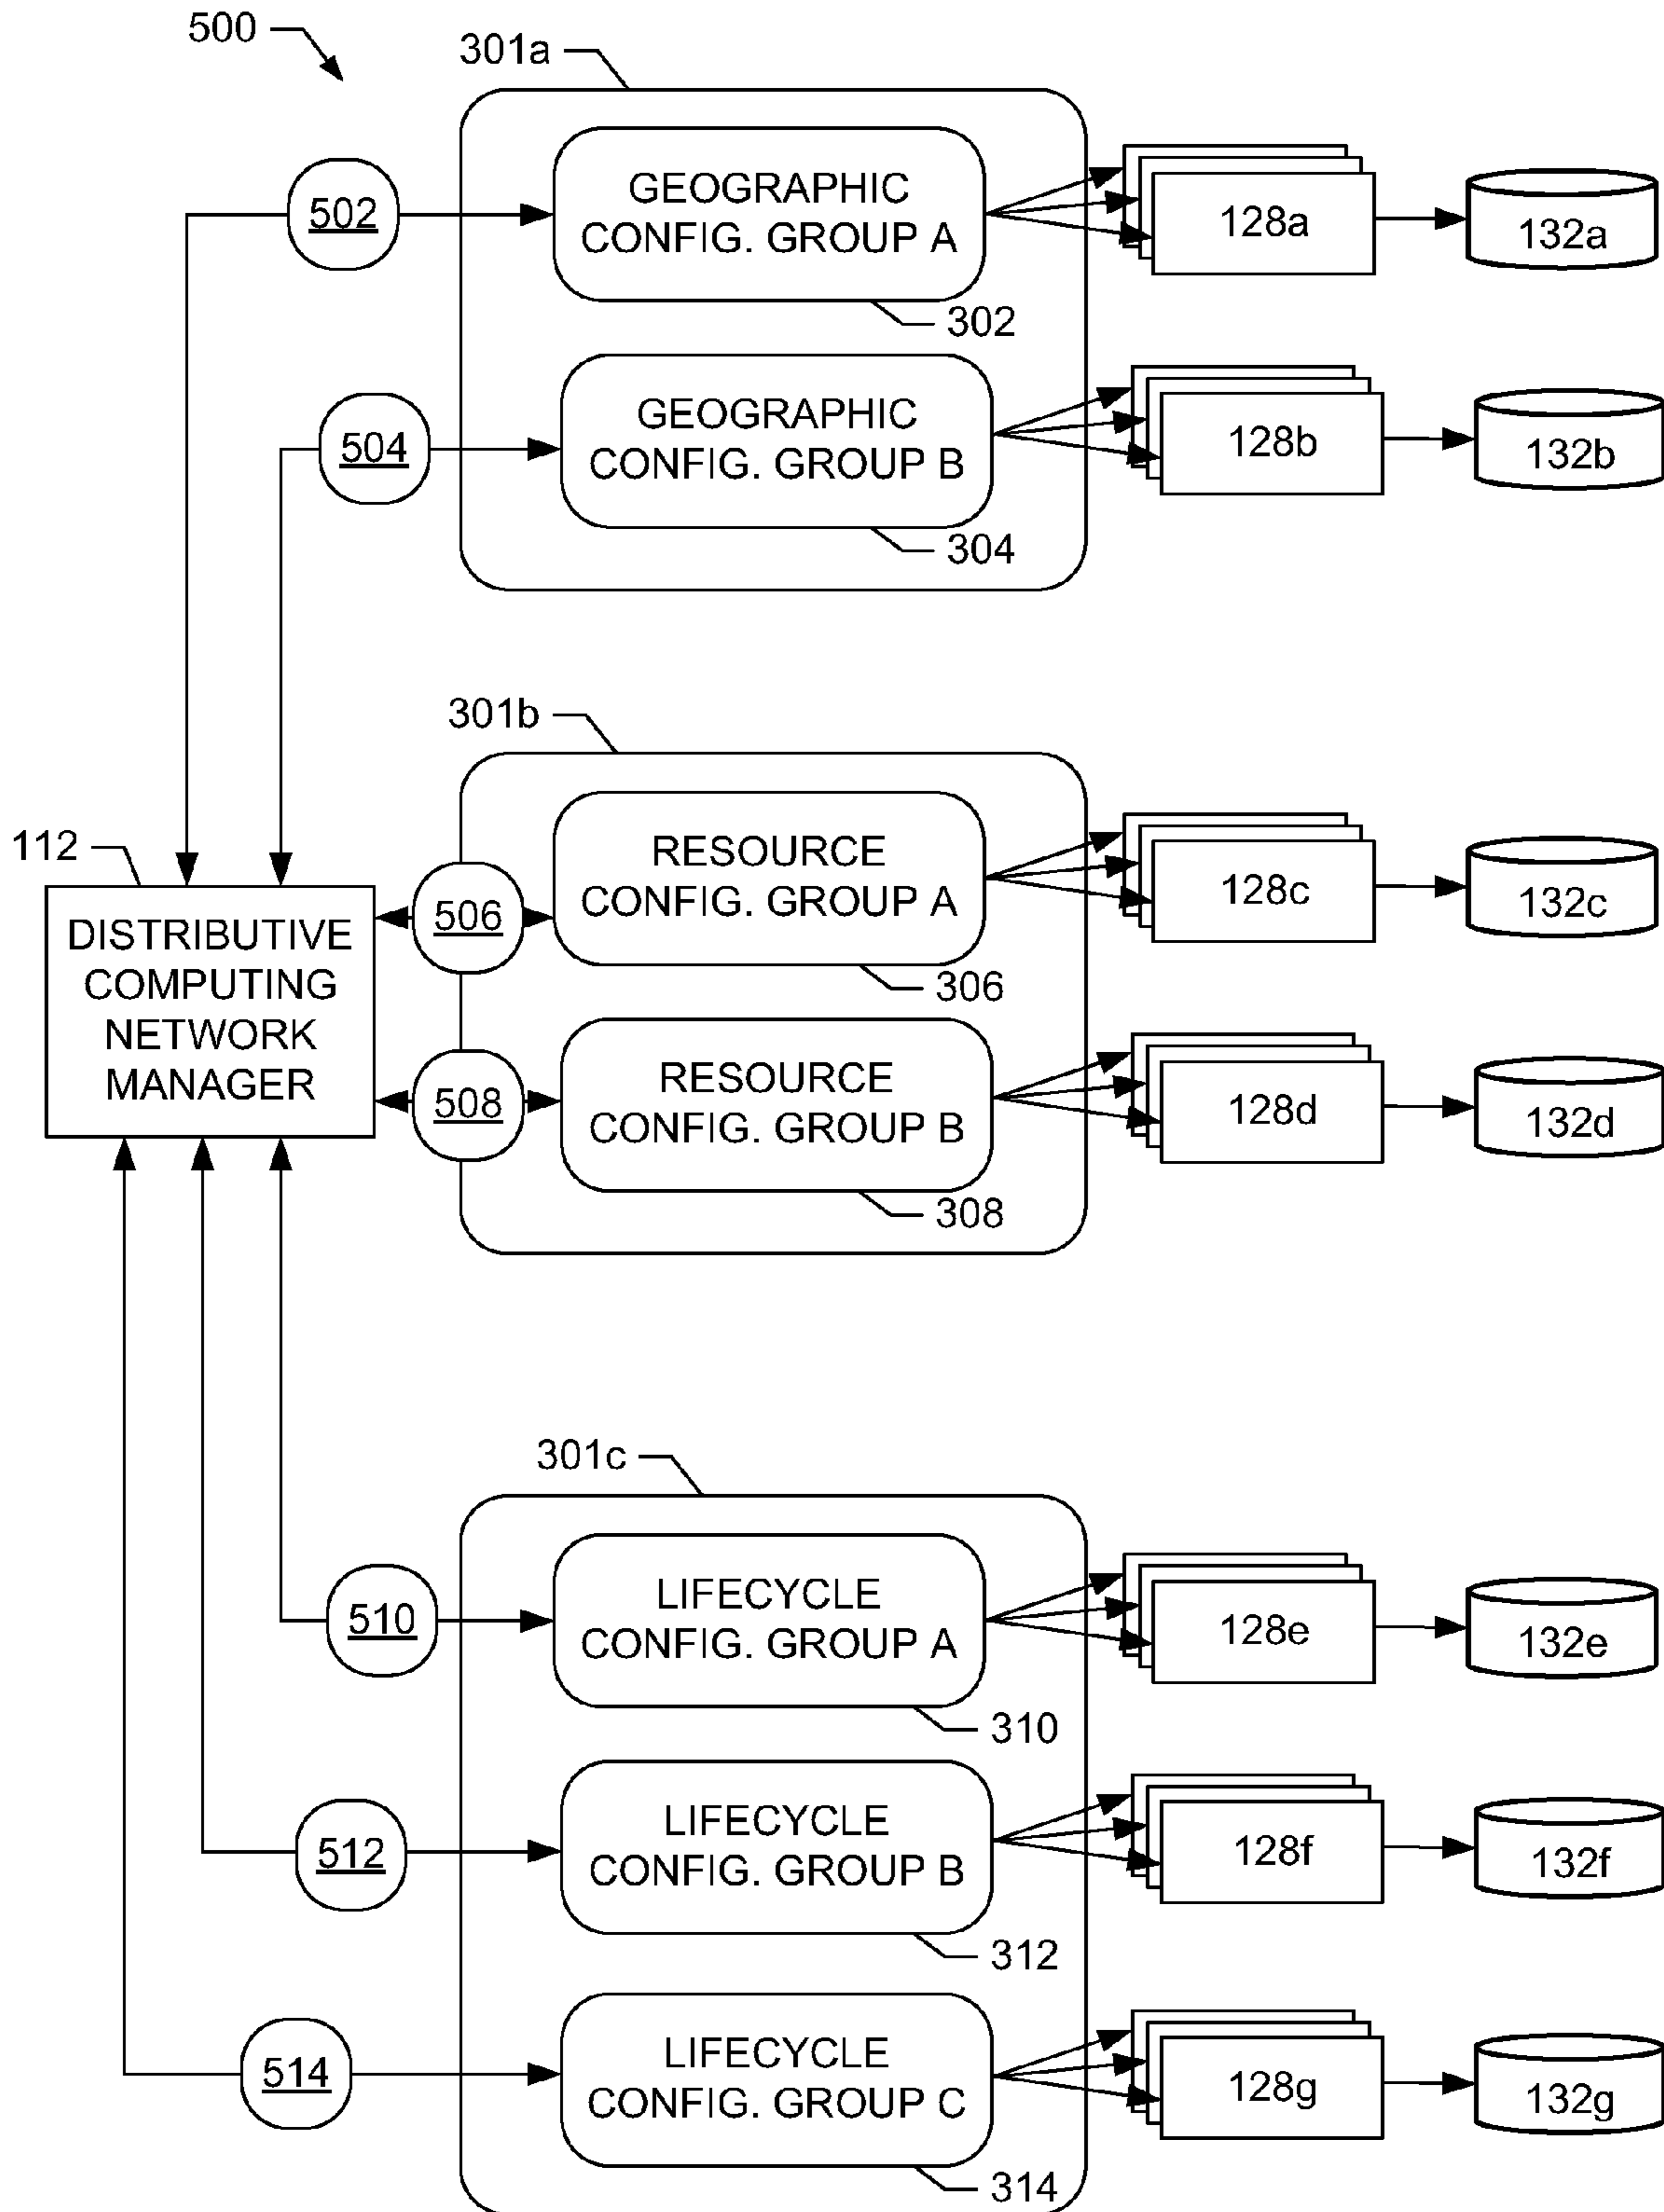 500
301a
502
GEOGRAPHIC
CONFIG. GROUP A
302
128a
132a
504
GEOGRAPHIC
CONFIG. GROUP B
304
128b
132b
301b
112
DISTRIBUTIVE
COMPUTING
NETWORK
MANAGER
506
RESOURCE
CONFIG. GROUP A
306
128c
132c
508
RESOURCE
CONFIG. GROUP B
308
128d
132d
301c
510
LIFECYCLE
CONFIG. GROUP A
310
128e
132e
512
LIFECYCLE
CONFIG. GROUP B
312
128f
132f
514
LIFECYCLE
CONFIG. GROUP C
314
128g
132g